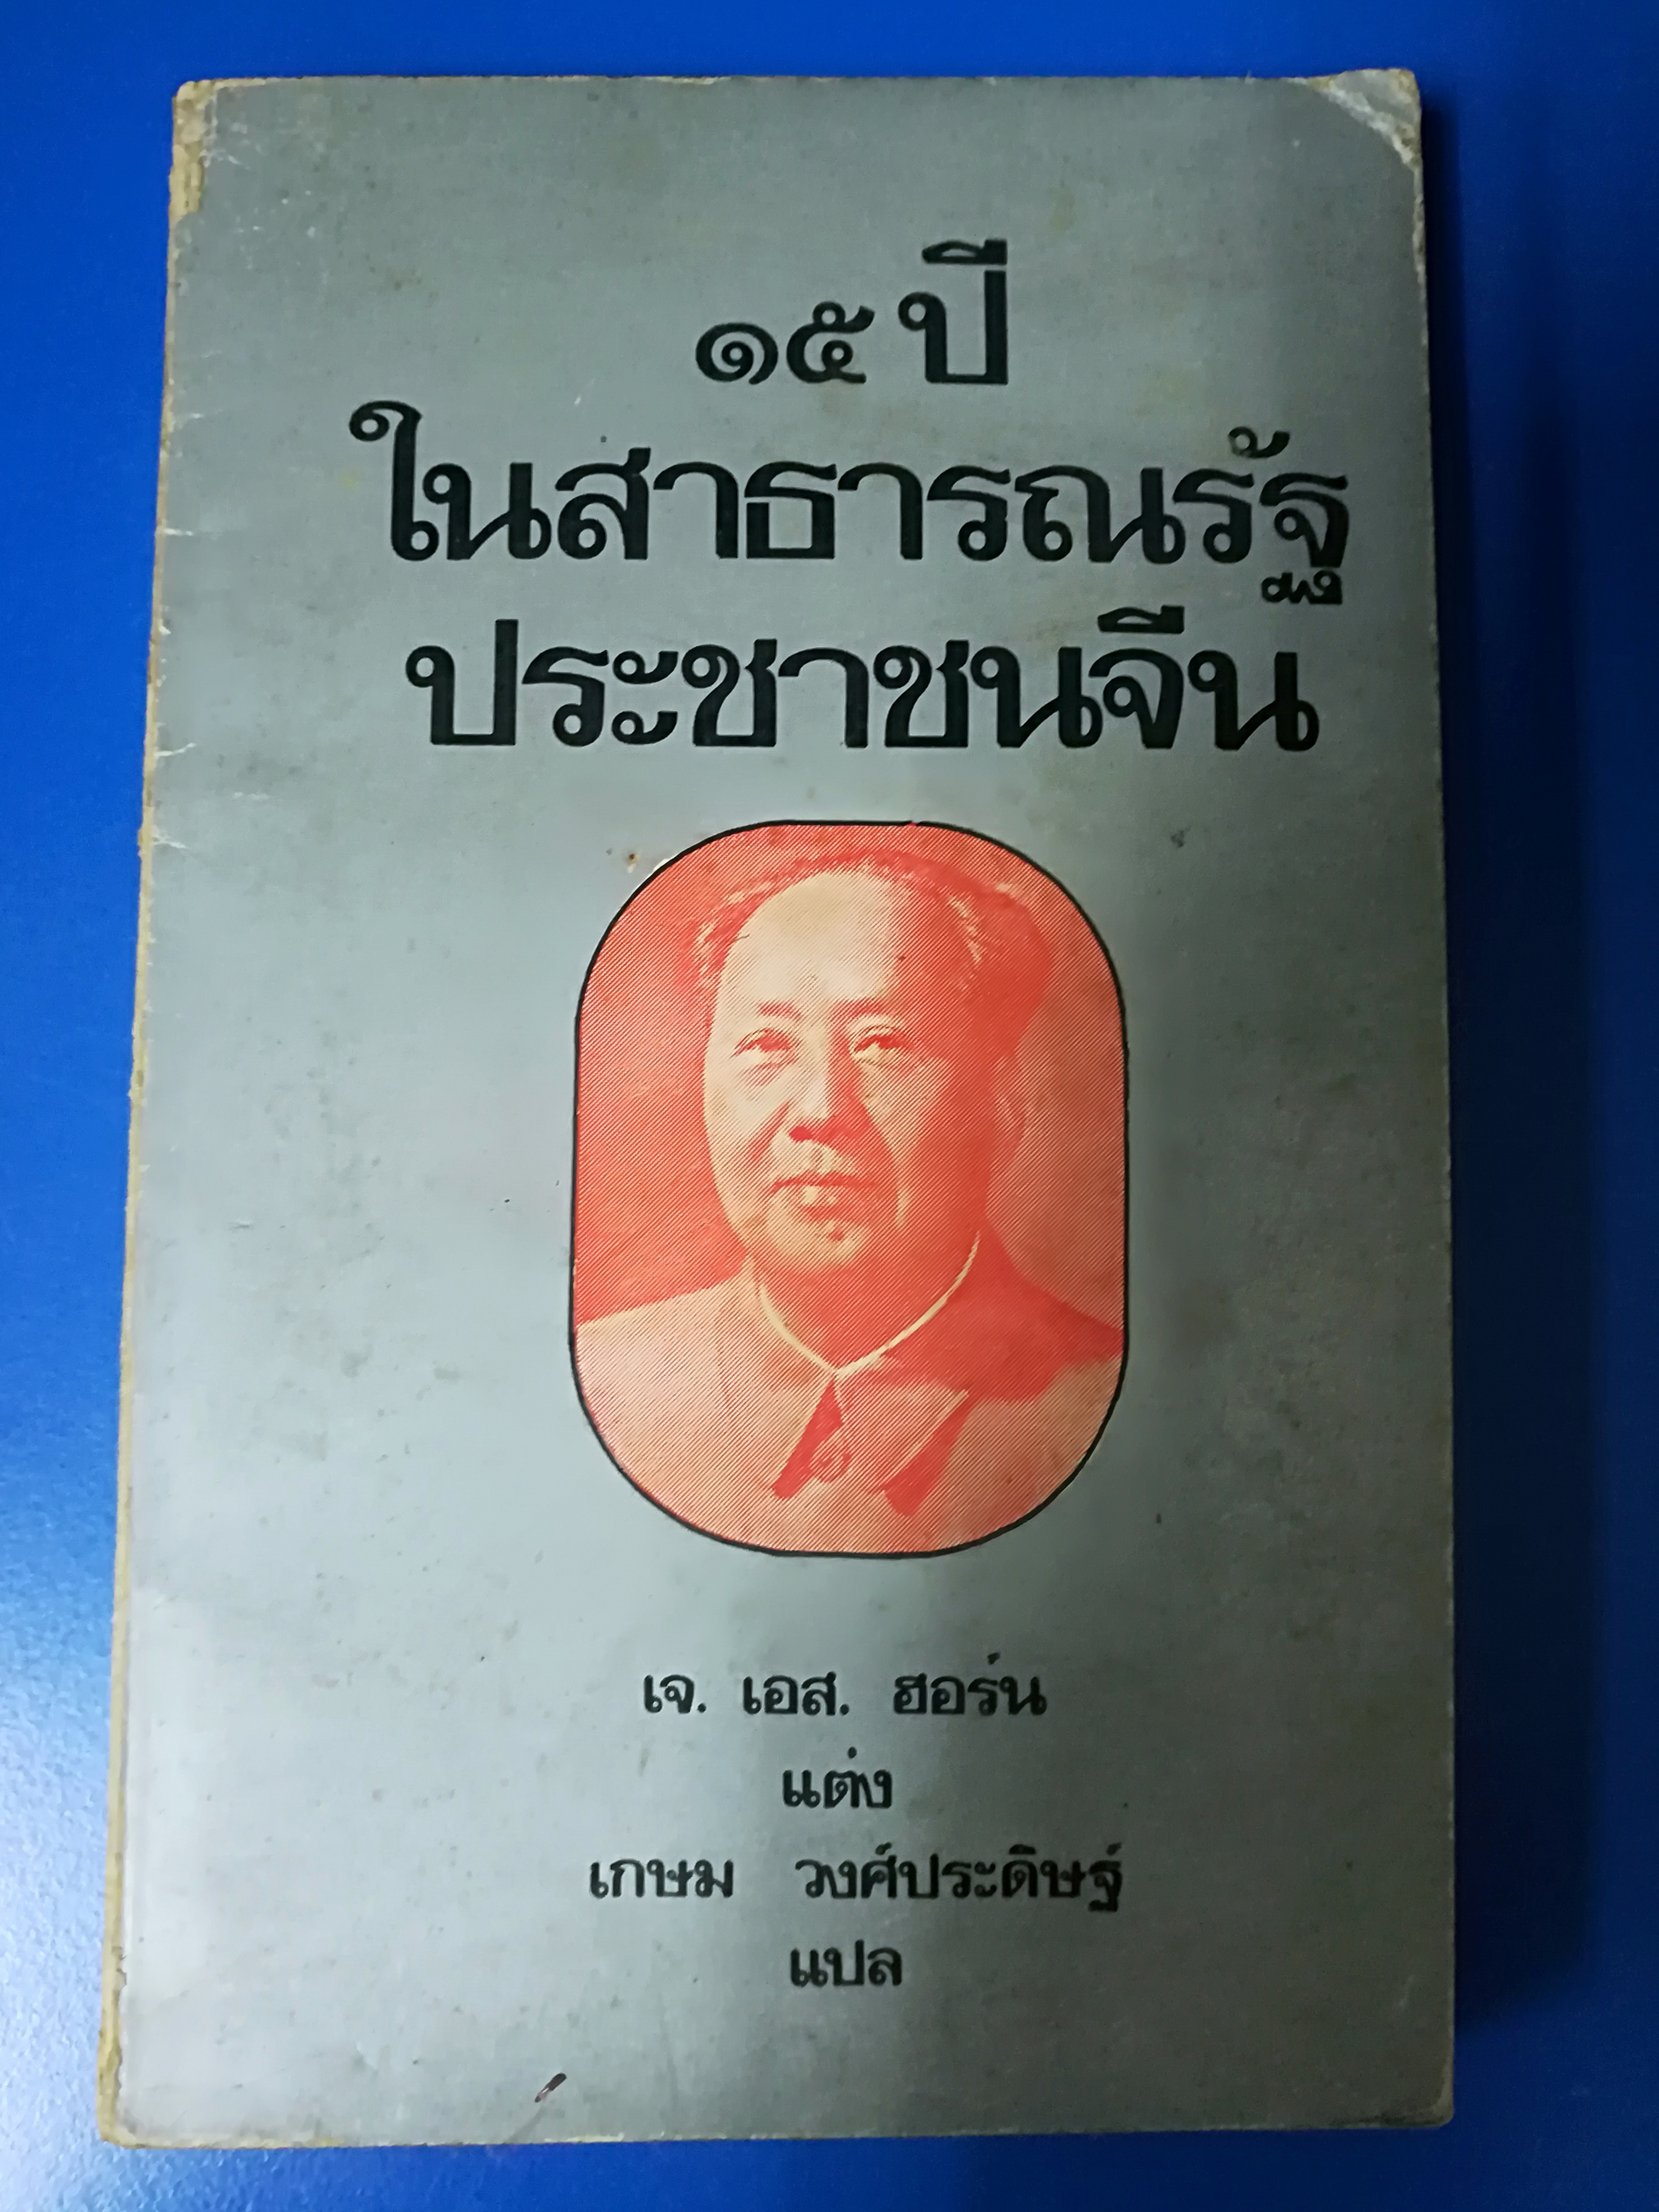 ๑๕ ปี
ในสาธารณรัฐ
ประชาชนจีน
เจ. เอส. ฮอร์น
แต่ง
เกษม วงศ์ประดิษฐ์
แปล